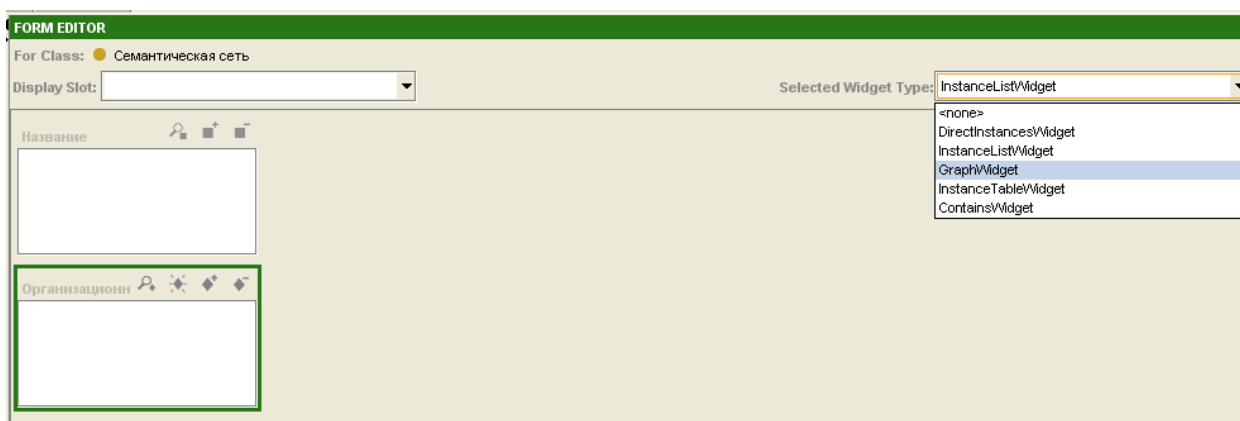 FORM EDITOR
For Class: Семантическая сеть
Display Slot: Selected Widget Type: InstanceListWidget
<none>
DirectInstancesWidget
InstanceListWidget
GraphWidget
InstanceTableWidget
ContainsWidget
Название
Организационн